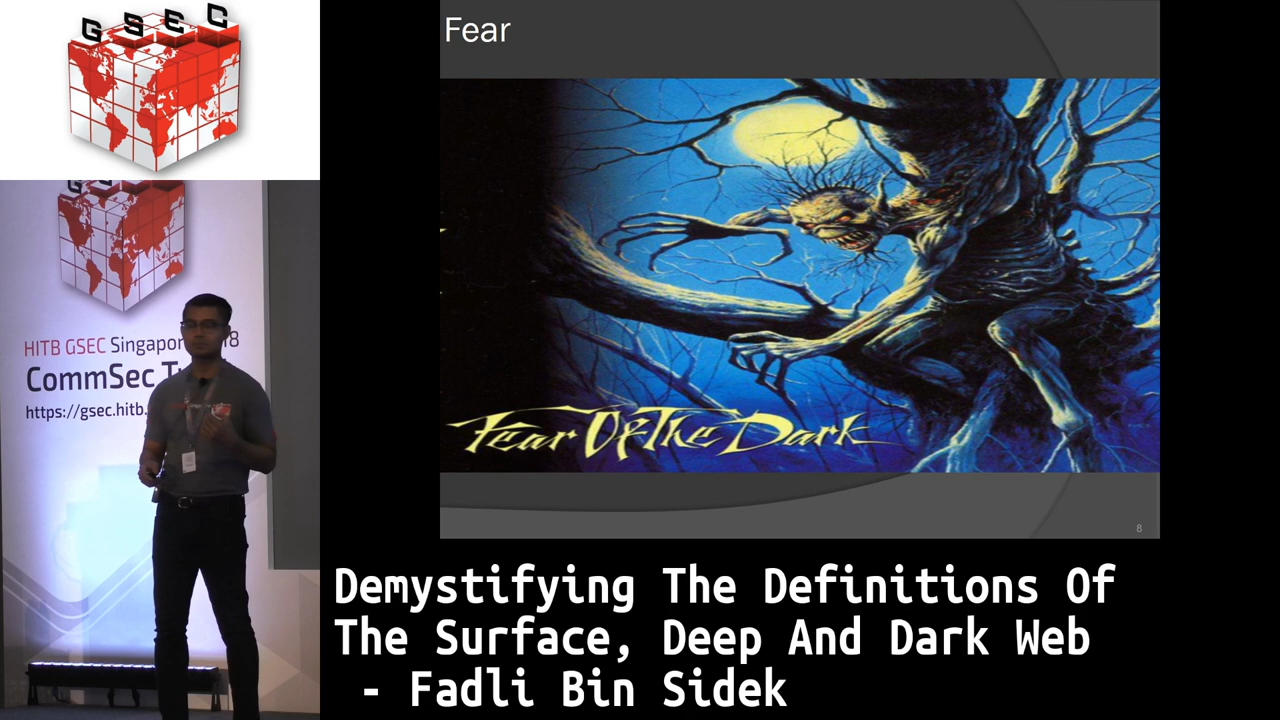 GSEC
HITB GSEC Singapor 18
CommSec T
https://gsec.hitb.
Fear
Fear Of The Dark
8
Demystifying The Definitions Of
The Surface, Deep And Dark Web
- Fadli Bin Sidek